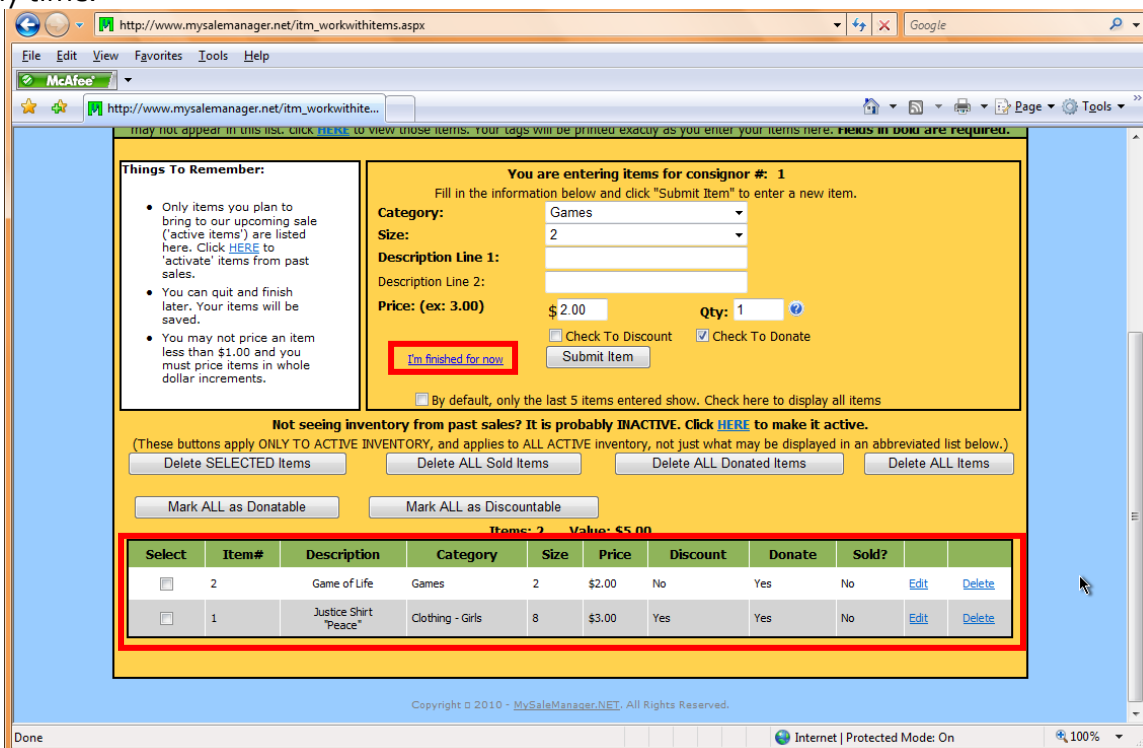 y time.
http://www.mysalemanager.net/itm_workwithitems.aspx
Google
File Edit View Favorites Tools Help
McAfee
http://www.mysalemanager.net/itm_workwithite...
Page Tools
may not appear in this list. click HERE to view those items. Your tags will be printed exactly as you enter your items here. Fields in bold are required.
Things To Remember:
• Only items you plan to
bring to our upcoming sale
('active items') are listed
here. Click HERE to
'activate' items from past
sales.
• You can quit and finish
later. Your items will be
saved.
• You may not price an item
less than $1.00 and you
must price items in whole
dollar increments.
You are entering items for consignor #: 1
Fill in the information below and click "Submit Item" to enter a new item.
Category: Games
Size: 2
Description Line 1:
Description Line 2:
Price: (ex: 3.00) $ 2.00 Qty: 1
Check To Discount Check To Donate
I'm finished for now Submit Item
By default, only the last 5 items entered show. Check here to display all items
Not seeing inventory from past sales? It is probably INACTIVE. Click HERE to make it active.
(These buttons apply ONLY TO ACTIVE INVENTORY, and applies to ALL ACTIVE inventory, not just what may be displayed in an abbreviated list below.)
Delete SELECTED Items Delete ALL Sold Items Delete ALL Donated Items Delete ALL Items
Mark ALL as Donatable Mark ALL as Discountable
Items: 2 Value: $5.00
Select Item# Description Category Size Price Discount Donate Sold?
2 Game of Life Games 2 $2.00 No Yes No Edit Delete
1 Justice Shirt "Peace" Clothing - Girls 8 $3.00 Yes Yes No Edit Delete
Copyright □ 2010 - MySaleManager.NET. All Rights Reserved.
Done Internet | Protected Mode: On 100%